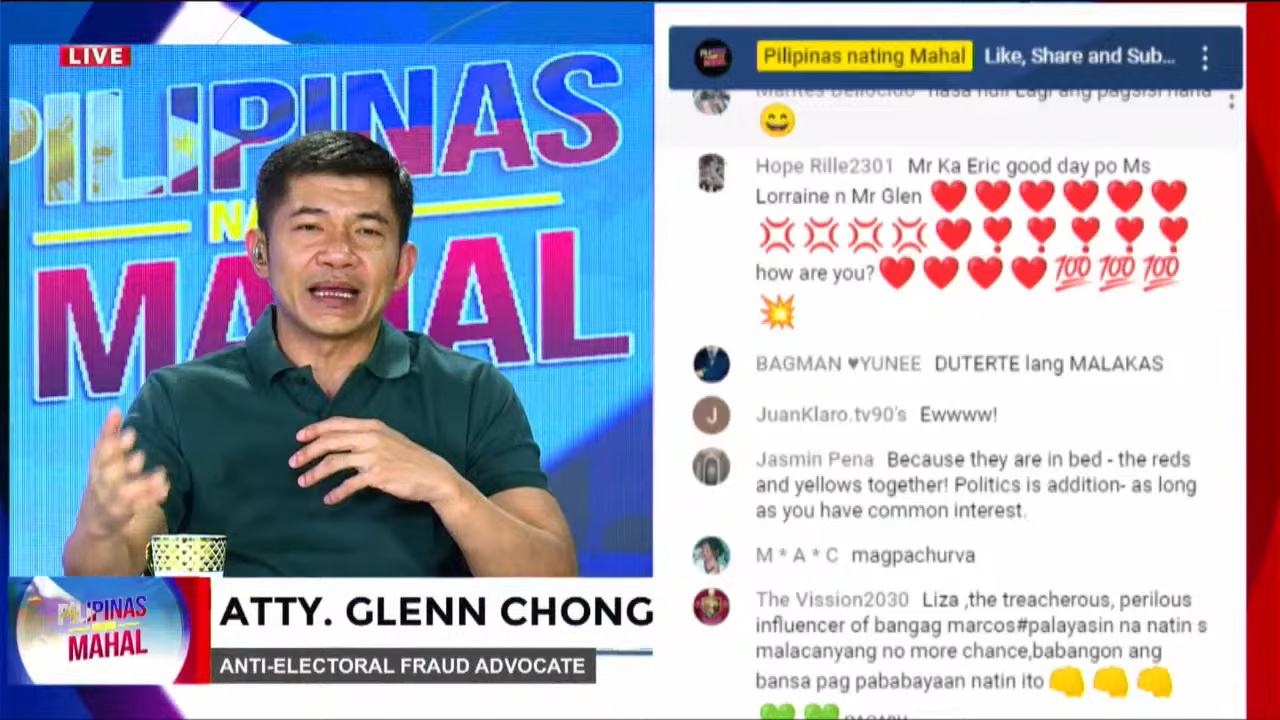 LIVE
PILIPINAS
MAHAL
PILIPINAS
MAHAL
ATTY. GLENN CHONG
ANTI-ELECTORAL FRAUD ADVOCATE
Pilipinas nating Mahal Like, Share and Sub...
😄
Hope Rille2301 Mr Ka Eric good day po Ms
Lorraine n Mr Glen ❤️❤️❤️❤️❤️❤️
💢💢💢💢❤️❣️❣️❣️❣️❣️
how are you?❤️❤️❤️❤️💯💯💯
💥
BAGMAN ♥YUNEE DUTERTE lang MALAKAS
J JuanKlaro.tv90's Ewwww!
Jasmin Pena Because they are in bed - the reds
and yellows together! Politics is addition- as long
as you have common interest.
M * A * C magpachurva
The Vission2030 Liza ,the treacherous, perilous
influencer of bangag marcos#palayasin na natin s
malacanyang no more chance,babangon ang
bansa pag pababayaan natin ito 👊👊👊
💚💚